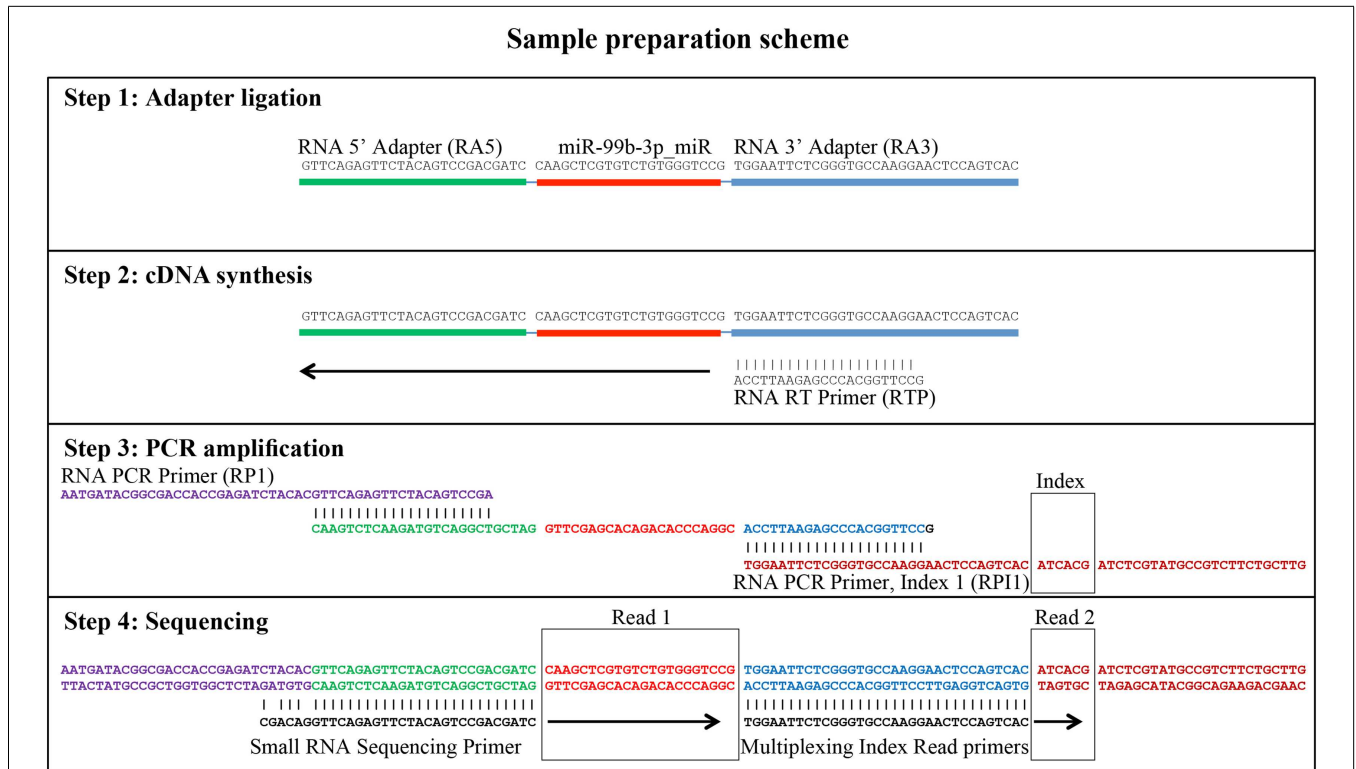 Sample preparation scheme
Step 1: Adapter ligation
RNA 5’ Adapter (RA5) miR-99b-3p_miR RNA 3’ Adapter (RA3)
GTTCAGAGTTCTACAGTCCGACGATC CAAGCTCGTGTCTGTGGGTCCG TGGAATTCTCGGGTGCCAAGGAACTCCAGTCAC
Step 2: cDNA synthesis
GTTCAGAGTTCTACAGTCCGACGATC CAAGCTCGTGTCTGTGGGTCCG TGGAATTCTCGGGTGCCAAGGAACTCCAGTCAC
ACCTTAAGAGCCCACGGTTCCG
RNA RT Primer (RTP)
Step 3: PCR amplification
RNA PCR Primer (RP1)
Index
AATGATACGGCGACCACCGAGATCTACACGTTCAGAGTTCTACAGTCCGA
CAAGTCTCAAGATGTCAGGCTGCTAG GTTCGAGCACAGACACCCAGGC ACCTTAAGAGCCCACGGTTCCG
TGGAATTCTCGGGTGCCAAGGAACTCCAGTCAC ATCACG ATCTCGTATGCCGTCTTCTGCTTG
RNA PCR Primer, Index 1 (RPI1)
Step 4: Sequencing
Read 1
Read 2
AATGATACGGCGACCACCGAGATCTACACGTTCAGAGTTCTACAGTCCGACGATC CAAGCTCGTGTCTGTGGGTCCG TGGAATTCTCGGGTGCCAAGGAACTCCAGTCAC ATCACG ATCTCGTATGCCGTCTTCTGCTTG
TTACTATGCCGCTGGTGGCTCTAGATGTGCAAGTCTCAAGATGTCAGGCTGCTAG GTTCGAGCACAGACACCCAGGC ACCTTAAGAGCCCACGGTTCCTTGAGGTCAGTG TAGTGC TAGAGCATACGGCAGAAGACGAAC
CGACAGGTTCAGAGTTCTACAGTCCGACGATC TGGAATTCTCGGGTGCCAAGGAACTCCAGTCAC
Small RNA Sequencing Primer Multiplexing Index Read primers